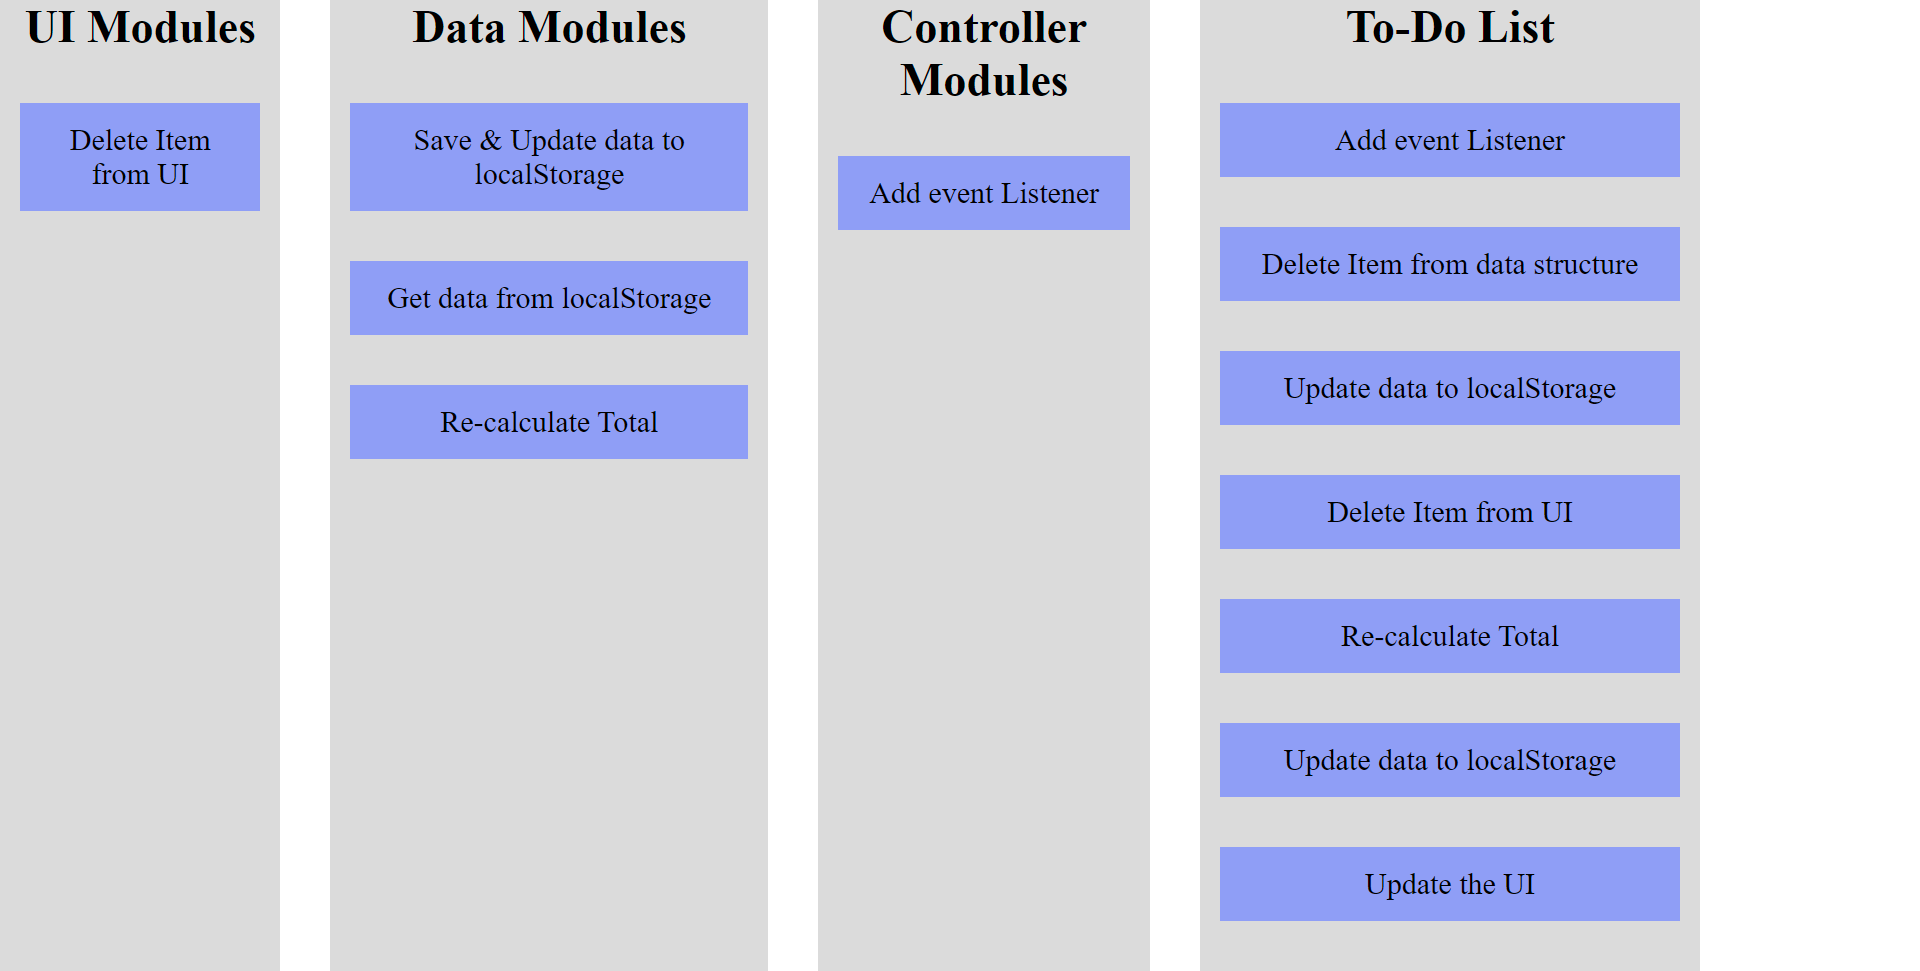 UI Modules
Delete Item
from UI
Data Modules
Save & Update data to
localStorage
Get data from localStorage
Re-calculate Total
Controller
Modules
Add event Listener
To-Do List
Add event Listener
Delete Item from data structure
Update data to localStorage
Delete Item from UI
Re-calculate Total
Update data to localStorage
Update the UI